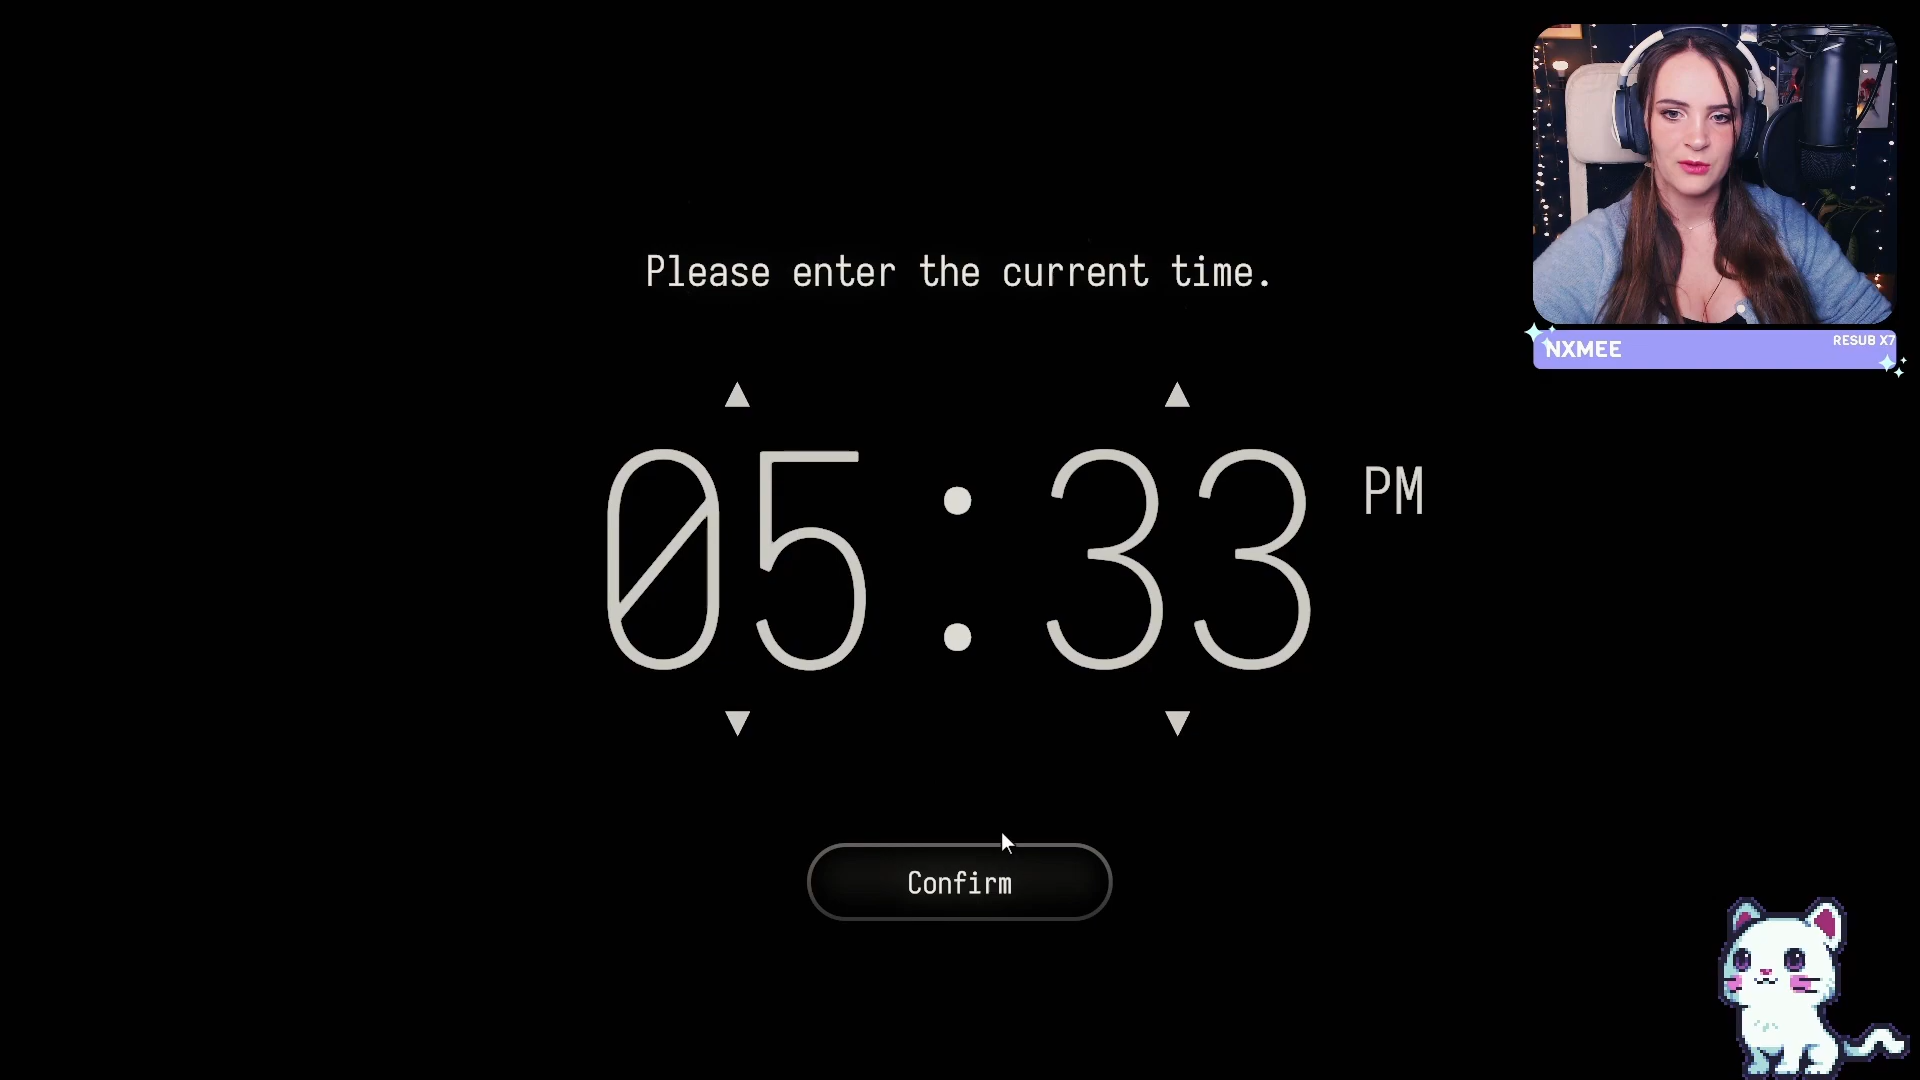 Please enter the current time.
05:33 PM
Confirm
NXMEE
RESUB X7